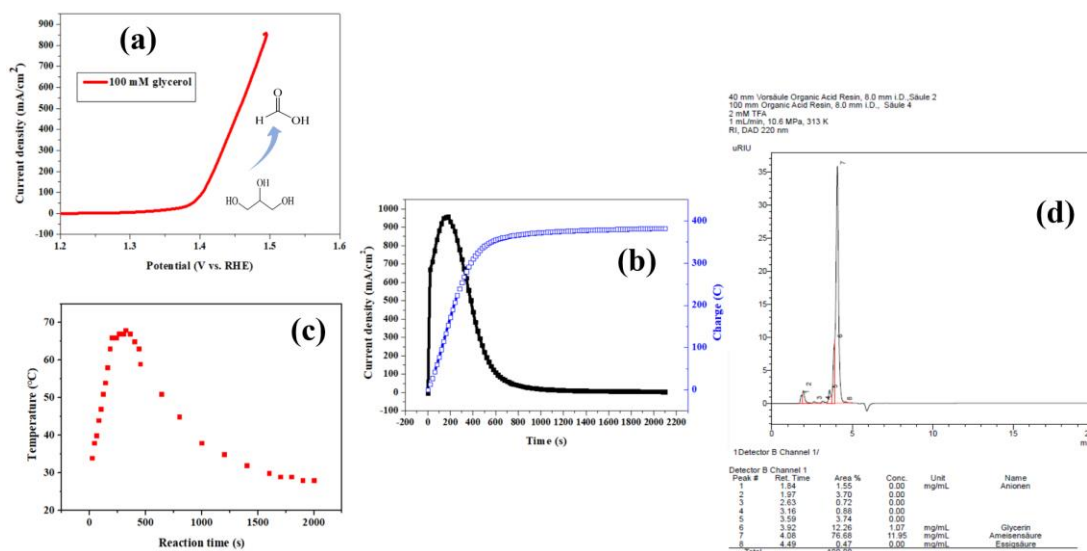 (a)
900
800
700
600
500
400
300
200
100
0
-100
Current density (mA/cm²)
100 mM glycerol
O
H
OH
OH
HO
OH
1.2
1.3
1.4
1.5
1.6
Potential (V vs. RHE)
(b)
1000
900
800
700
600
500
400
300
200
100
0
-100
Current density (mA/cm²)
400
300
200
100
0
Charge (C)
0 200 400 600 800 1000 1200 1400 1600 1800 2000 2200
Time (s)
(c)
70
60
50
40
30
20
Temperature (°C)
0
500
1000
1500
2000
Reaction time (s)
40 mm Vorsäule Organic Acid Resin, 8.0 mm i.D.,Säule 2
100 mm Organic Acid Resin, 8.0 mm i.D., Säule 4
2 mM TFA
1 mL/min, 10.6 MPa, 313 K
RI, DAD 220 nm
uRIU
(d)
35
30
25
20
15
10
5
0
0
5
10
15
20
m
1Detector B Channel 1/
Detector B Channel 1
Peak # Ret. Time Area % Conc. Unit Name
1 1.84 1.55 0.00 mg/mL Anionen
2 1.97 3.70 0.00
3 2.63 0.72 0.00
4 3.16 0.88 0.00
5 3.59 3.74 0.00
6 3.92 12.26 1.07 mg/mL Glycerin
7 4.08 76.68 11.95 mg/mL Ameisensäure
8 4.49 0.47 0.00 mg/mL Essigsäure
Total